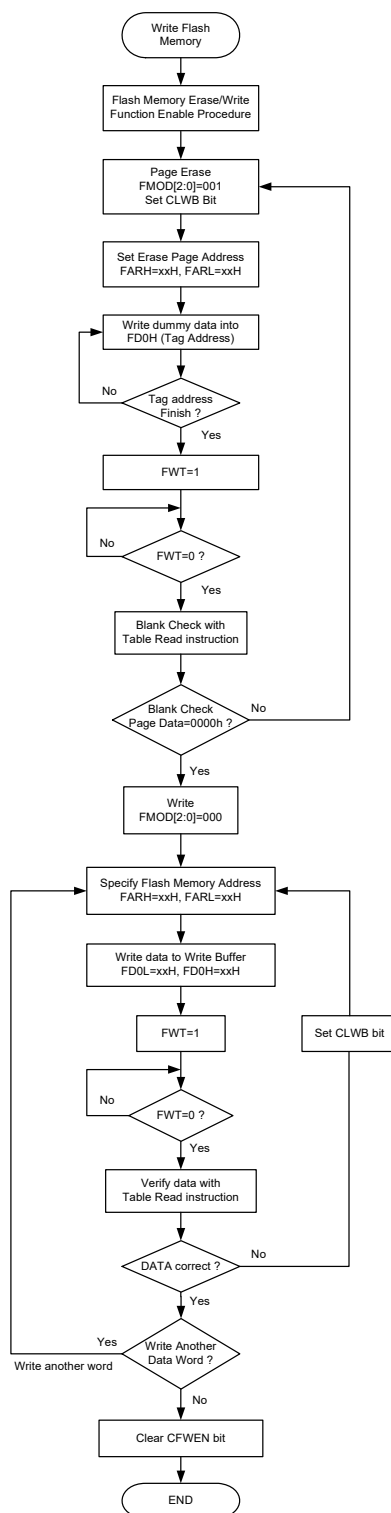 Write Flash
Memory
Flash Memory Erase/Write
Function Enable Procedure
Page Erase
FMOD[2:0]=001
Set CLWB Bit
Set Erase Page Address
FARH=xxH, FARL=xxH
Write dummy data into
FD0H (Tag Address)
No
Tag address
Finish ?
Yes
FWT=1
No
FWT=0 ?
Yes
Blank Check with
Table Read instruction
Blank Check
Page Data=0000h ?
No
Yes
Write
FMOD[2:0]=000
Specify Flash Memory Address
FARH=xxH, FARL=xxH
Write data to Write Buffer
FD0L=xxH, FD0H=xxH
FWT=1
Set CLWB bit
No
FWT=0 ?
Yes
Verify data with
Table Read instruction
DATA correct ?
No
Yes
Yes
Write another word
Write Another
Data Word ?
No
Clear CFWEN bit
END